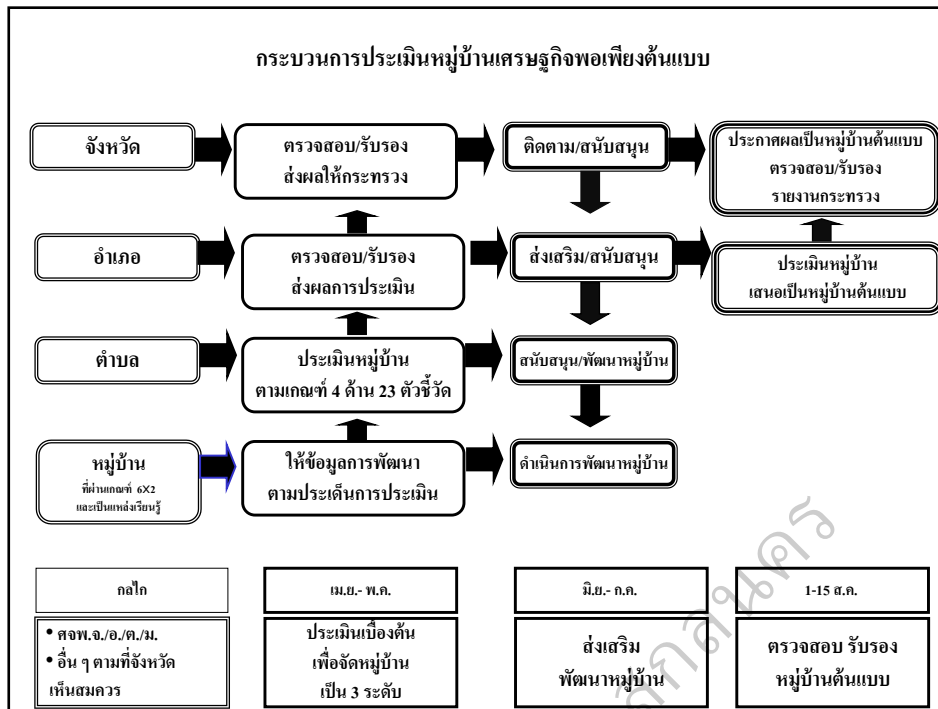 กระบวนการประเมินหมู่บ้านเศรษฐกิจพอเพียงต้นแบบ
จังหวัด
ตรวจสอบ/รับรอง
ส่งผลให้กระทรวง
ติดตาม/สนับสนุน
ประกาศผลเป็นหมู่บ้านต้นแบบ
ตรวจสอบ/รับรอง
รายงานกระทรวง
อำเภอ
ตรวจสอบ/รับรอง
ส่งผลการประเมิน
ส่งเสริม/สนับสนุน
ประเมินหมู่บ้าน
เสนอเป็นหมู่บ้านต้นแบบ
ตำบล
ประเมินหมู่บ้าน
ตามเกณฑ์ 4 ด้าน 23 ตัวชี้วัด
สนับสนุน/พัฒนาหมู่บ้าน
หมู่บ้าน
ที่ผ่านเกณฑ์ 6X2
และเป็นแหล่งเรียนรู้
ให้ข้อมูลการพัฒนา
ตามประเด็นการประเมิน
ดำเนินการพัฒนาหมู่บ้าน
กลไก
เม.ย.- พ.ค.
มิ.ย.- ก.ค.
1-15 ส.ค.
• ศจพ.จ./อ./ต./ม.
• อื่น ๆ ตามที่จังหวัด
เห็นสมควร
ประเมินเบื้องต้น
เพื่อจัดหมู่บ้าน
เป็น 3 ระดับ
ส่งเสริม
พัฒนาหมู่บ้าน
ตรวจสอบ รับรอง
หมู่บ้านต้นแบบ